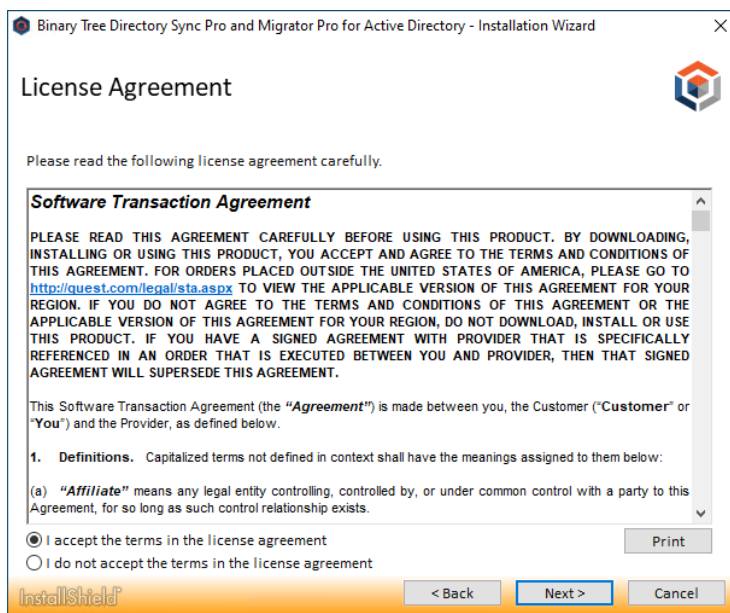 Binary Tree Directory Sync Pro and Migrator Pro for Active Directory - Installation Wizard
License Agreement
Please read the following license agreement carefully.
Software Transaction Agreement
PLEASE READ THIS AGREEMENT CAREFULLY BEFORE USING THIS PRODUCT. BY DOWNLOADING,
INSTALLING OR USING THIS PRODUCT, YOU ACCEPT AND AGREE TO THE TERMS AND CONDITIONS OF
THIS AGREEMENT. FOR ORDERS PLACED OUTSIDE THE UNITED STATES OF AMERICA, PLEASE GO TO
http://quest.com/legal/sta.aspx TO VIEW THE APPLICABLE VERSION OF THIS AGREEMENT FOR YOUR
REGION. IF YOU DO NOT AGREE TO THE TERMS AND CONDITIONS OF THIS AGREEMENT OR THE
APPLICABLE VERSION OF THIS AGREEMENT FOR YOUR REGION, DO NOT DOWNLOAD, INSTALL OR USE
THIS PRODUCT. IF YOU HAVE A SIGNED AGREEMENT WITH PROVIDER THAT IS SPECIFICALLY
REFERENCED IN AN ORDER THAT IS EXECUTED BETWEEN YOU AND PROVIDER, THEN THAT SIGNED
AGREEMENT WILL SUPERSEDE THIS AGREEMENT.
This Software Transaction Agreement (the “Agreement”) is made between you, the Customer (“Customer” or
“You”) and the Provider, as defined below.
1. Definitions. Capitalized terms not defined in context shall have the meanings assigned to them below:
(a) “Affiliate” means any legal entity controlling, controlled by, or under common control with a party to this
Agreement, for so long as such control relationship exists.
I accept the terms in the license agreement
Print
I do not accept the terms in the license agreement
InstallShield
< Back
Next >
Cancel